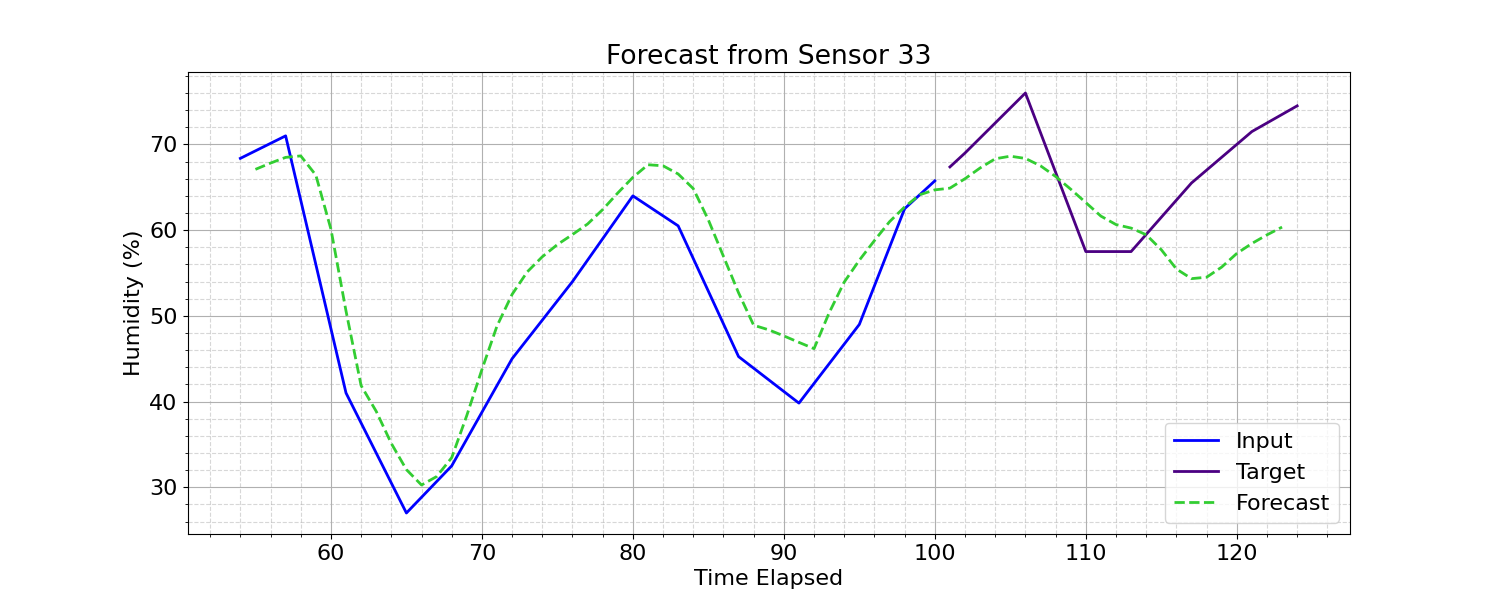 Forecast from Sensor 33
Humidity (%)
70
60
50
40
30
60 70 80 90 100 110 120
Time Elapsed
Input
Target
Forecast